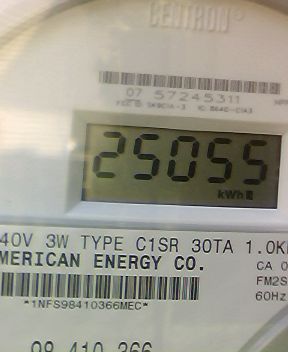 CENTRON
07 57245311
25055
kWh
40V 3W TYPE C1SR 30TA 1.0K
MERICAN ENERGY CO.
CA 0
FM2S
*1NFS98410366MEC*
60Hz
98 410 366